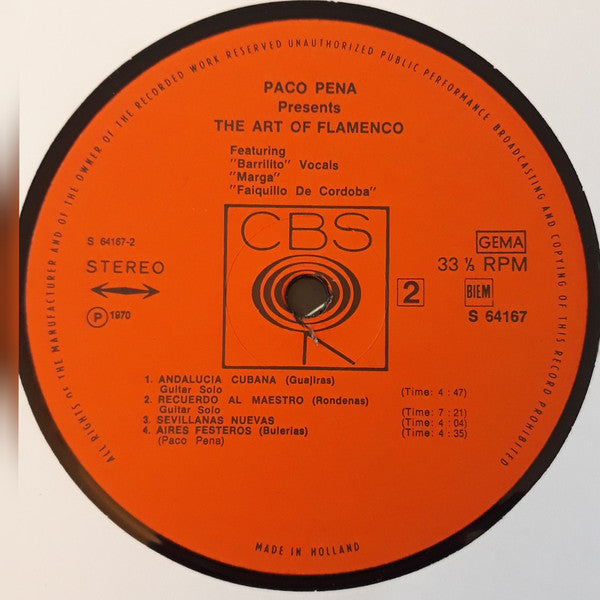 ALL RIGHTS OF THE MANUFACTURER AND OF THE OWNER OF THE RECORDED WORK RESERVED UNAUTHORIZED PUBLIC PERFORMANCE BROADCASTING AND COPYING OF THIS RECORD PROHIBITED
PACO PENA
Presents
THE ART OF FLAMENCO
Featuring
"Barrilito" Vocals
"Marga"
"Faiquillo De Cordoba"
CBS
S 64167-2
STEREO
P 1970
GEMA
33 ⅓ RPM
2
BIEM
S 64167
1. ANDALUCIA CUBANA (Guajiras) (Time: 4 : 47)
Guitar Solo
2. RECUERDO AL MAESTRO (Rondenas) (Time: 7 : 21)
Guitar Solo
3. SEVILLANAS NUEVAS (Time: 4 : 04)
4. AIRES FESTEROS (Bulerias) (Time: 4 : 35)
(Paco Pena)
MADE IN HOLLAND